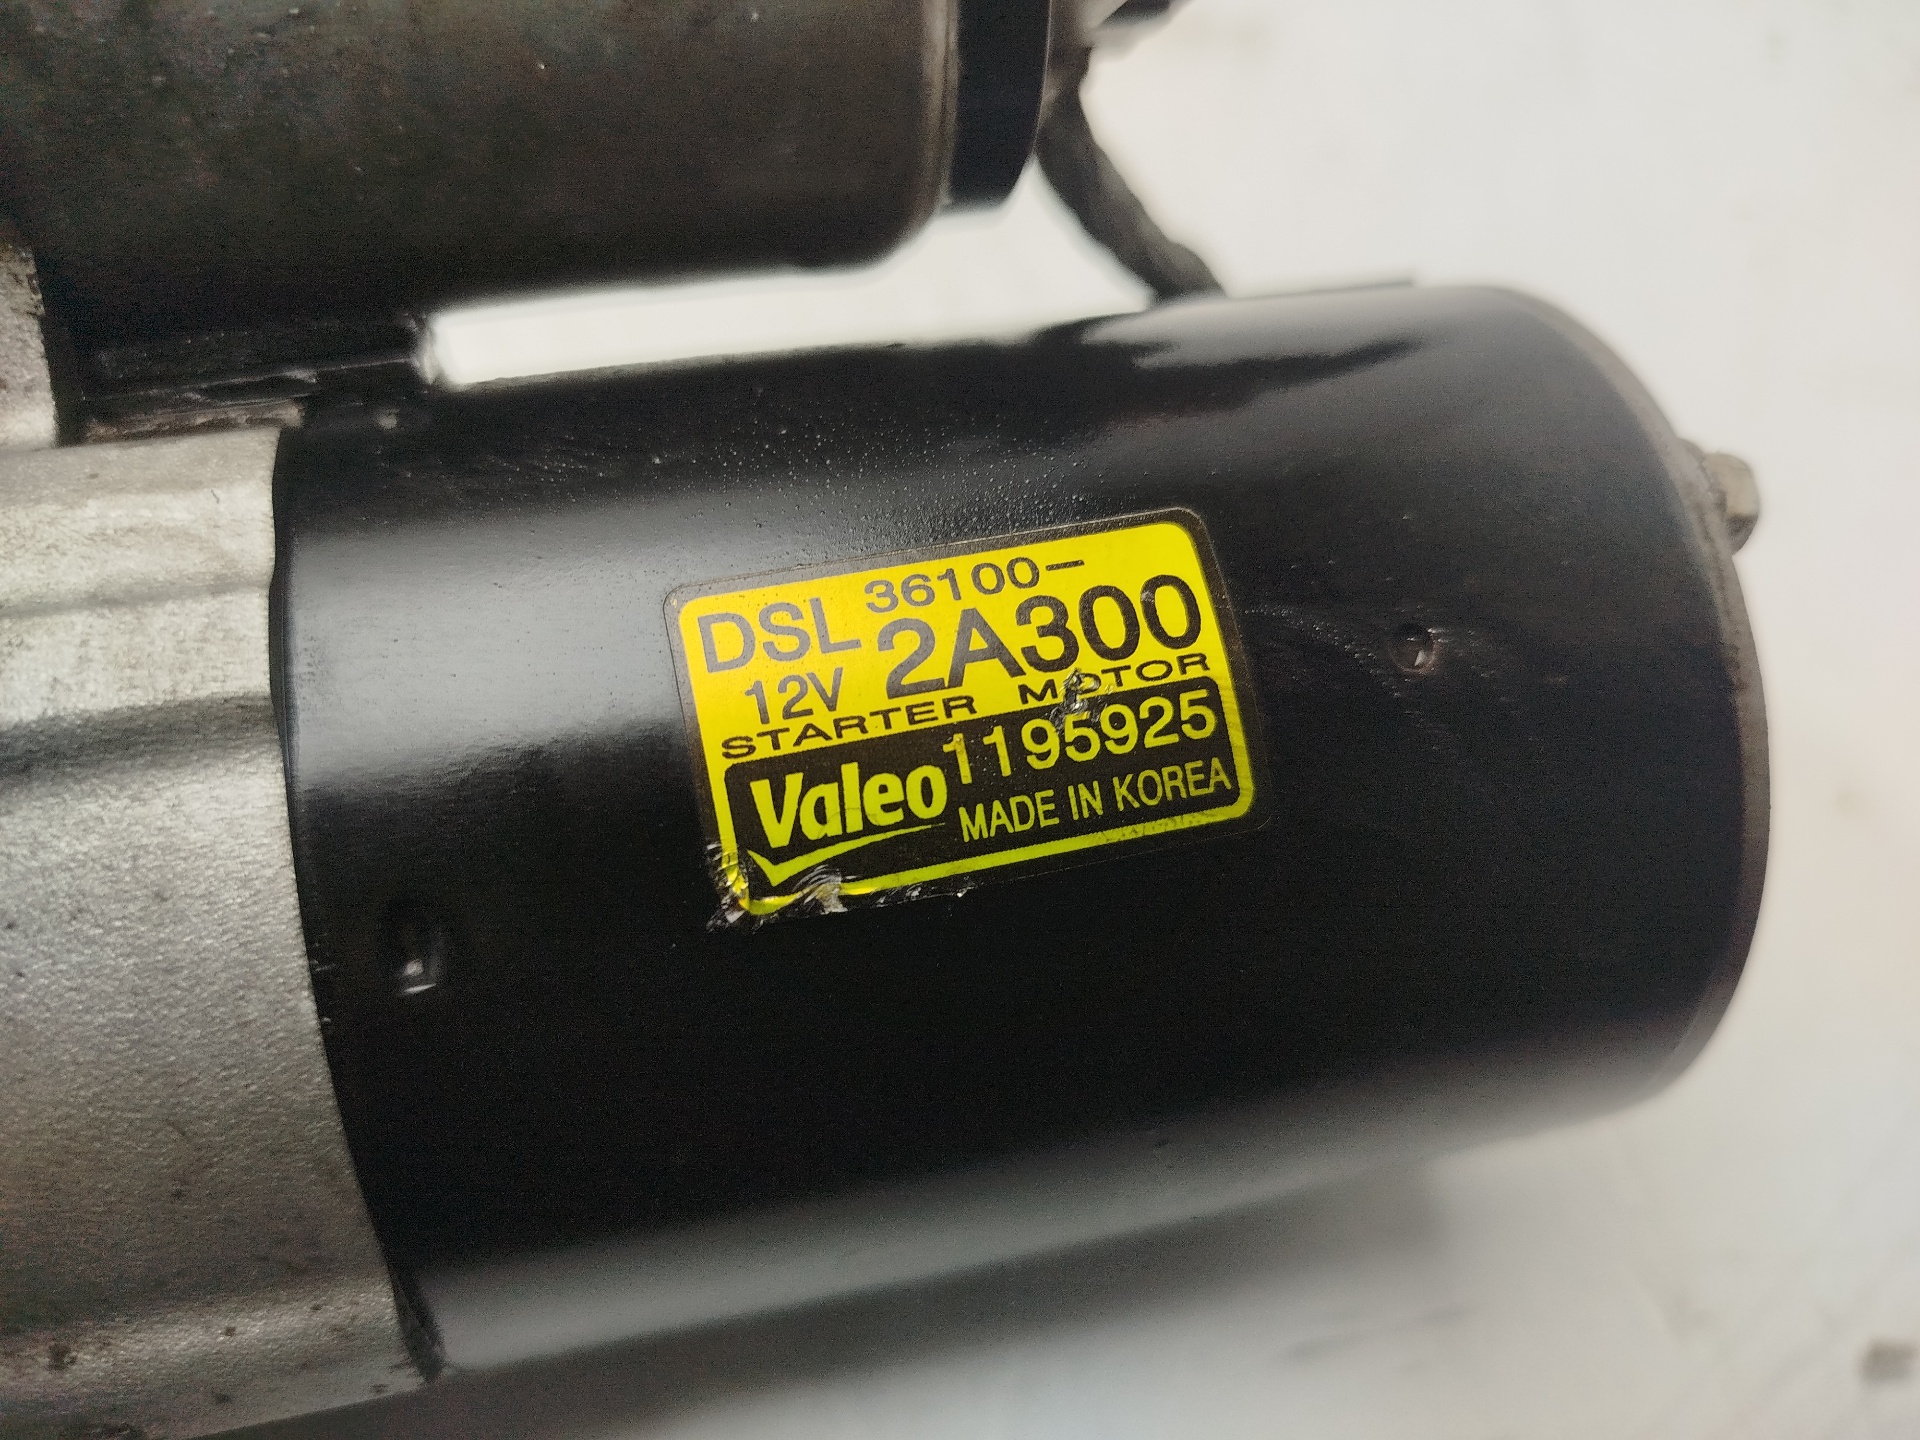 36100-
DSL 2A300
12V
STARTER MOTOR
Valeo 1195925
MADE IN KOREA